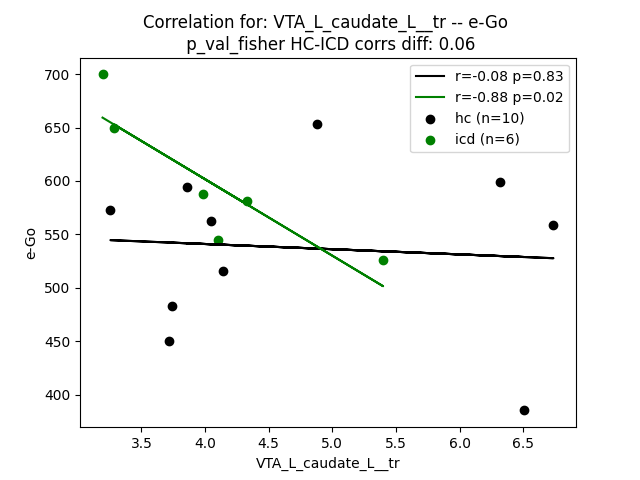 Correlation for: VTA_L_caudate_L__tr -- e-Go
p_val_fisher HC-ICD corrs diff: 0.06
r=-0.08 p=0.83
r=-0.88 p=0.02
hc (n=10)
icd (n=6)
700
650
600
550
500
450
400
e-Go
3.5 4.0 4.5 5.0 5.5 6.0 6.5
VTA_L_caudate_L__tr